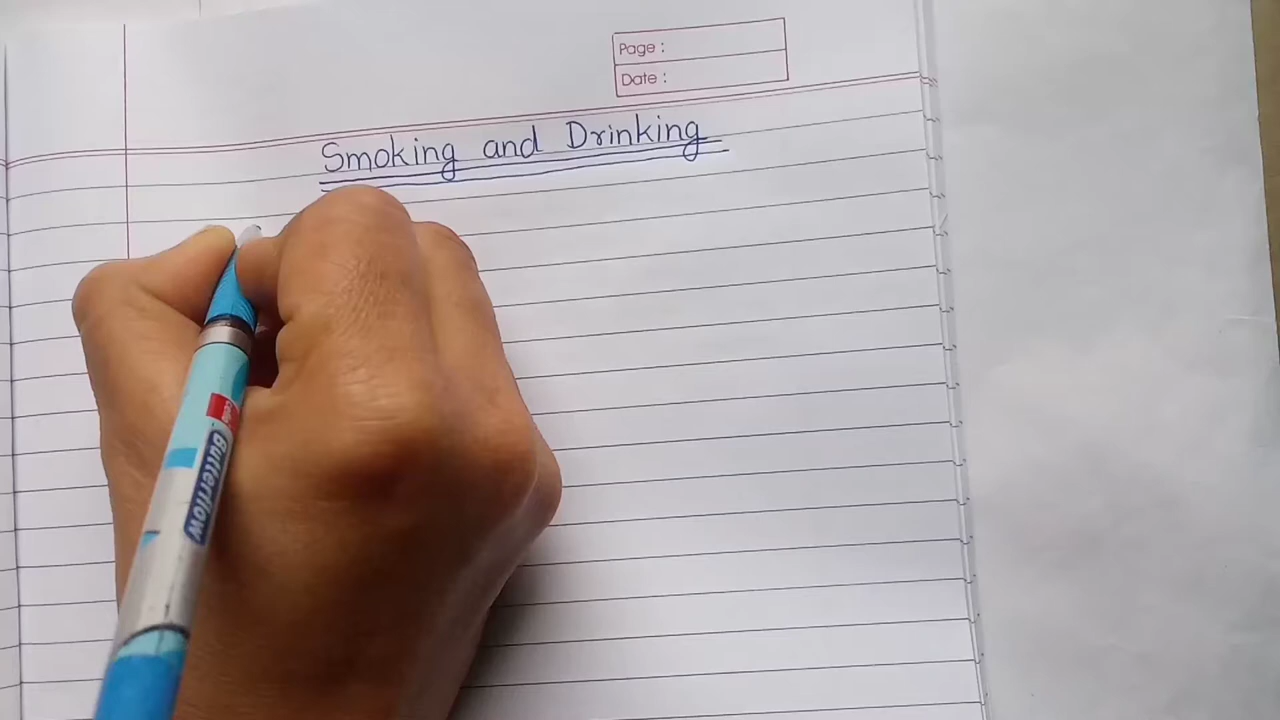 Page :
Date :
Smoking and Drinking
Butterflow